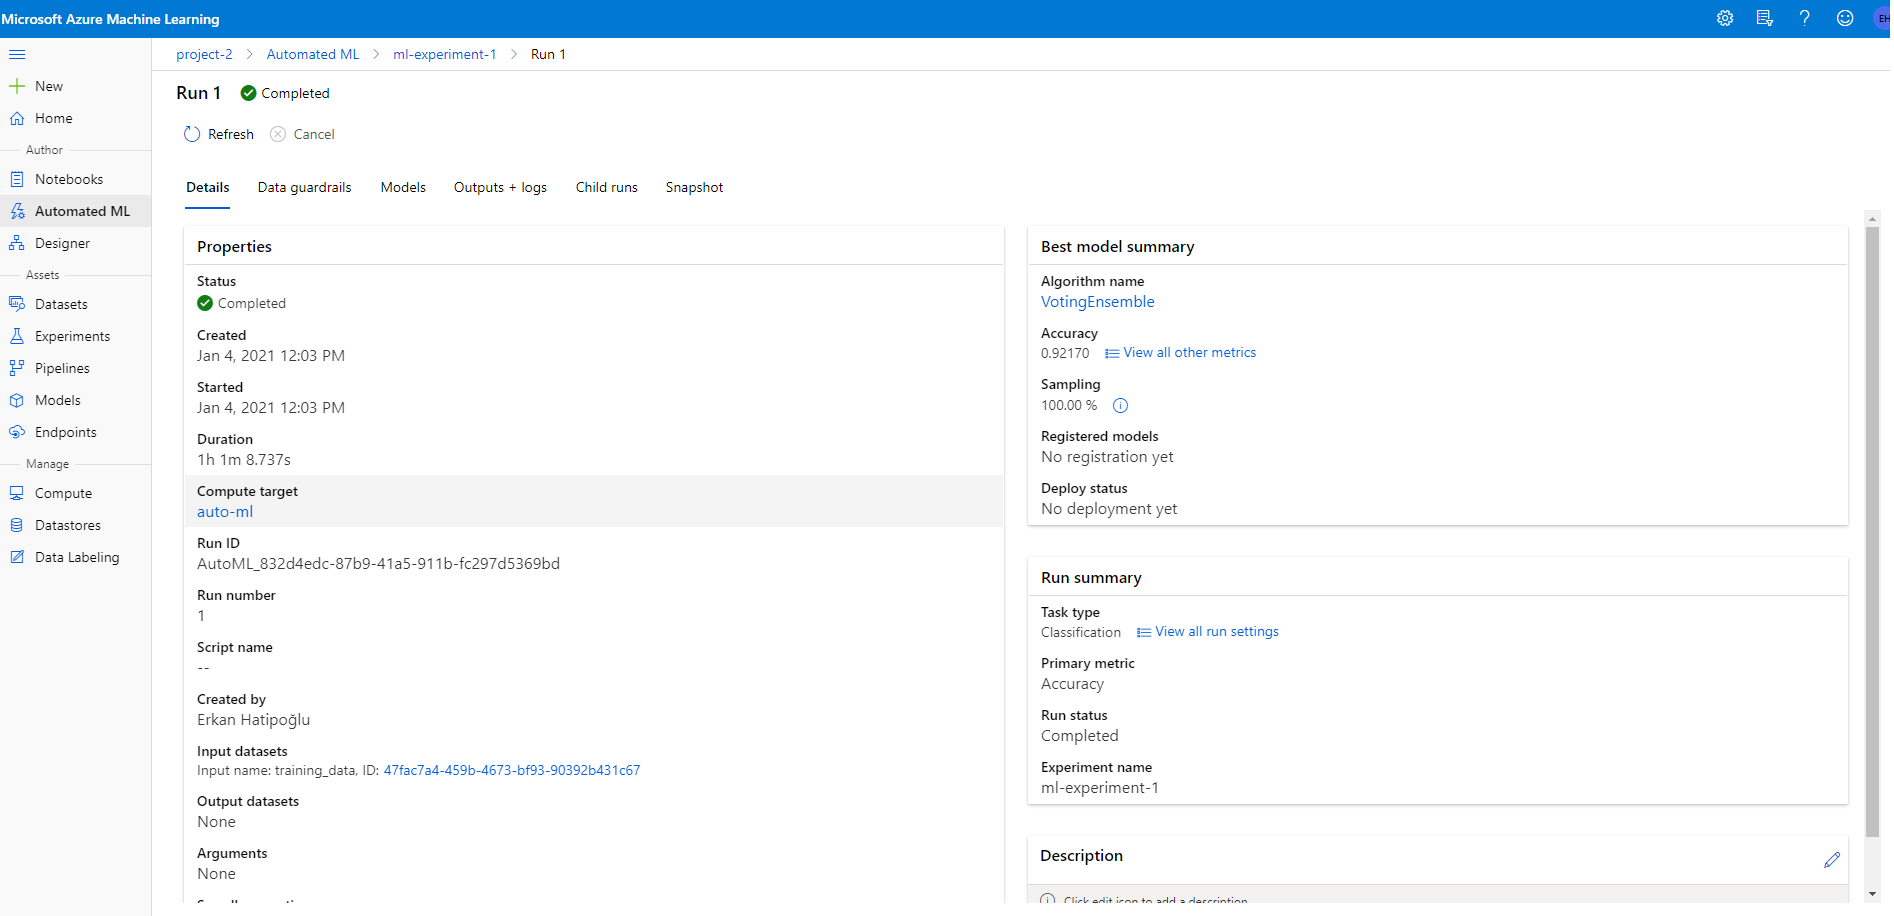 Microsoft Azure Machine Learning
EH
project-2 > Automated ML > ml-experiment-1 > Run 1
New
Home
Author
Notebooks
Automated ML
Designer
Assets
Datasets
Experiments
Pipelines
Models
Endpoints
Manage
Compute
Datastores
Data Labeling
Run 1 Completed
Refresh Cancel
Details Data guardrails Models Outputs + logs Child runs Snapshot
Properties
Status
Completed
Created
Jan 4, 2021 12:03 PM
Started
Jan 4, 2021 12:03 PM
Duration
1h 1m 8.737s
Compute target
auto-ml
Run ID
AutoML_832d4edc-87b9-41a5-911b-fc297d5369bd
Run number
1
Script name
--
Created by
Erkan Hatipoğlu
Input datasets
Input name: training_data, ID: 47fac7a4-459b-4673-bf93-90392b431c67
Output datasets
None
Arguments
None
Best model summary
Algorithm name
VotingEnsemble
Accuracy
0.92170 View all other metrics
Sampling
100.00 %
Registered models
No registration yet
Deploy status
No deployment yet
Run summary
Task type
Classification View all run settings
Primary metric
Accuracy
Run status
Completed
Experiment name
ml-experiment-1
Description
Click edit icon to add a description